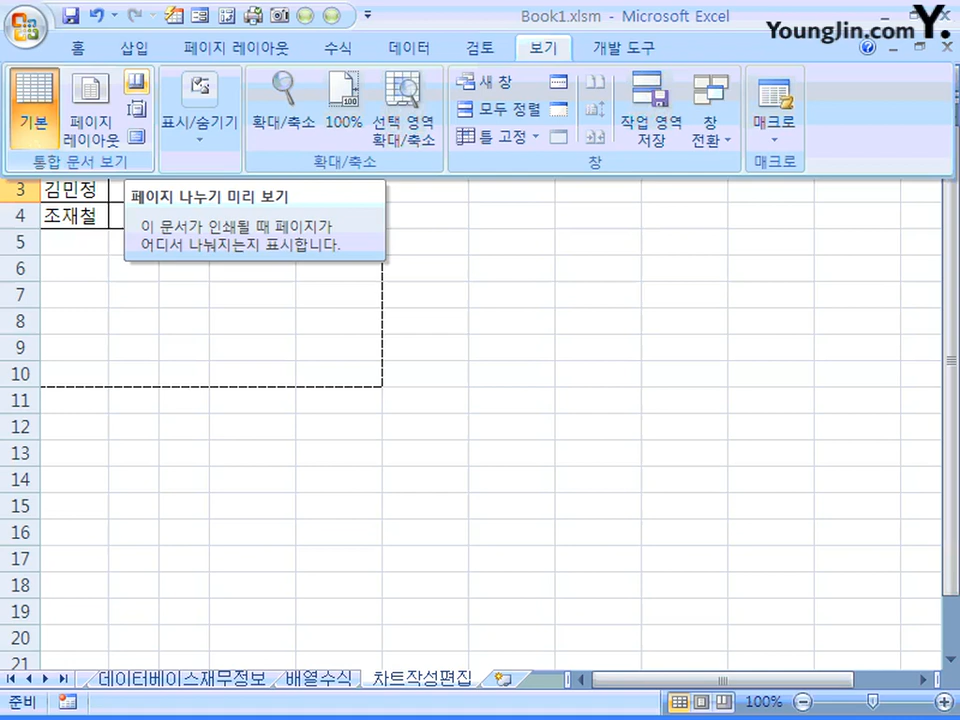 Book1.xlsm - Microsoft Excel
YoungJin.com Y.
홈 삽입 페이지 레이아웃 수식 데이터 검토 보기 개발 도구
기본
페이지
레이아웃
통합 문서 보기
표시/숨기기
확대/축소
100%
선택 영역
확대/축소
확대/축소
새 창
모두 정렬
틀 고정
작업 영역
저장
창
전환
창
매크로
매크로
3 김민정
페이지 나누기 미리 보기
4 조재철
이 문서가 인쇄될 때 페이지가
어디서 나눠지는지 표시합니다.
5
6
7
8
9
10
11
12
13
14
15
16
17
18
19
20
21
데이터베이스재무정보 배열수식 차트작성편집
준비
100%